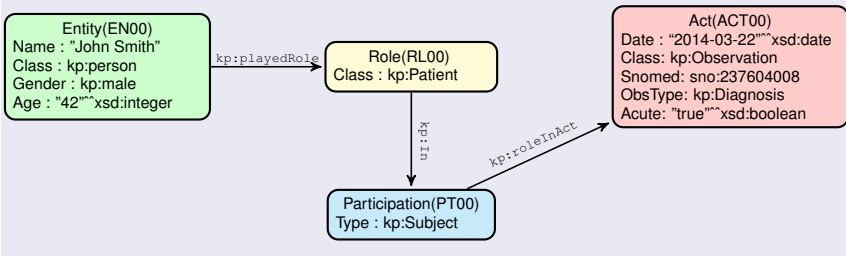 Entity(EN00)
Name : ”John Smith”
Class : kp:person
Gender : kp:male
Age : ”42”^^xsd:integer
kp:playedRole
Role(RL00)
Class : kp:Patient
kp:In
Participation(PT00)
Type : kp:Subject
kp:roleInAct
Act(ACT00)
Date : “2014-03-22”^^xsd:date
Class: kp:Observation
Snomed: sno:237604008
ObsType: kp:Diagnosis
Acute: ”true”^^xsd:boolean